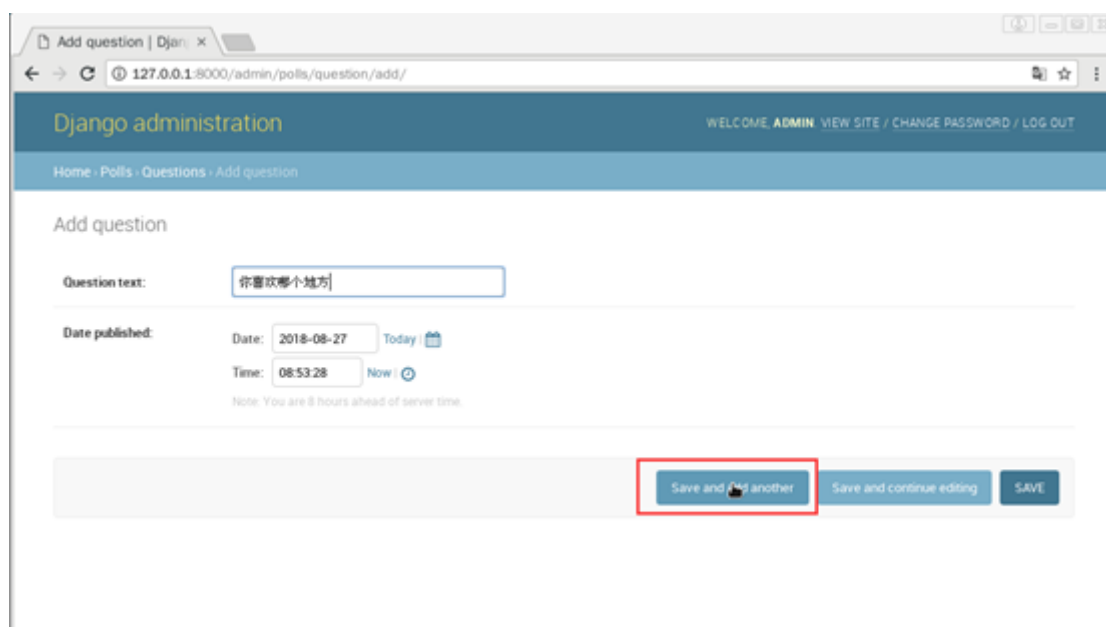 Add question | Djan
127.0.0.1:8000/admin/polls/question/add/
Django administration
WELCOME, ADMIN. VIEW SITE / CHANGE PASSWORD / LOG OUT
Home › Polls › Questions › Add question
Add question
Question text: 你喜欢哪个地方
Date published: Date: 2018-08-27 Today
Time: 08:53:28 Now
Note: You are 8 hours ahead of server time.
Save and add another Save and continue editing SAVE